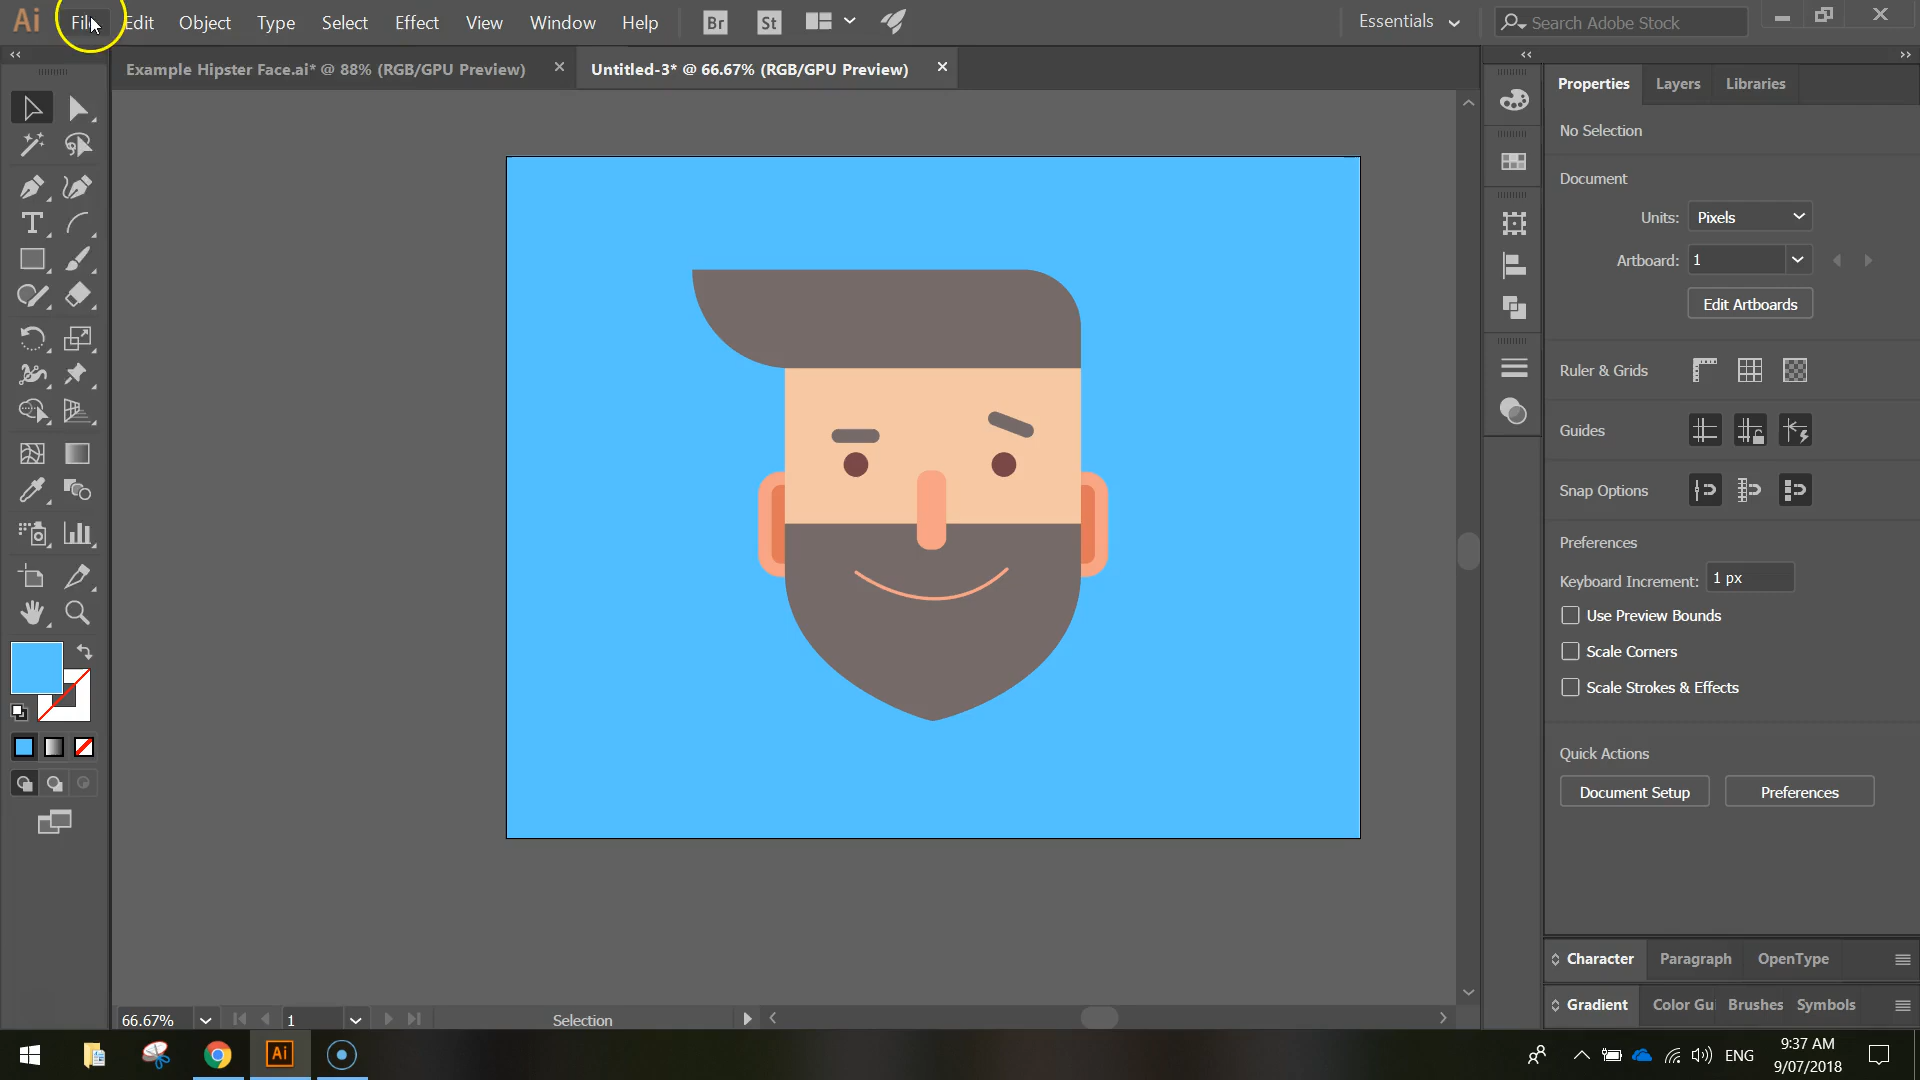 Ai File Edit Object Type Select Effect View Window Help Br St Essentials Search Adobe Stock
Example Hipster Face.ai* @ 88% (RGB/GPU Preview) Untitled-3* @ 66.67% (RGB/GPU Preview)
Properties Layers Libraries
No Selection
Document
Units: Pixels
Artboard: 1
Edit Artboards
Ruler & Grids
Guides
Snap Options
Preferences
Keyboard Increment: 1 px
Use Preview Bounds
Scale Corners
Scale Strokes & Effects
Quick Actions
Document Setup Preferences
Character Paragraph OpenType
Gradient Color Gui Brushes Symbols
66.67% 1 Selection
Ai ENG 9:37 AM
9/07/2018